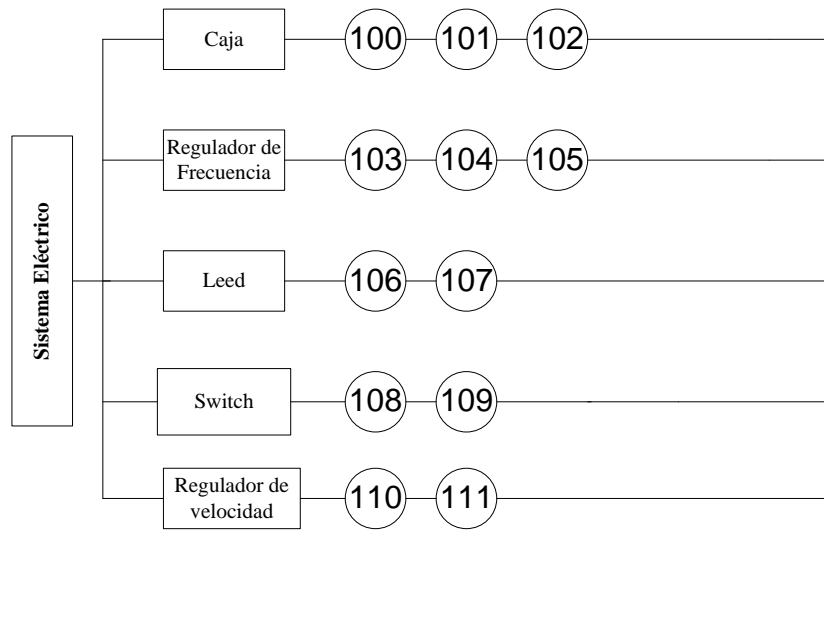 Caja
100 101 102
Regulador de
Frecuencia
103 104 105
Sistema Eléctrico
Leed
106 107
Switch
108 109
Regulador de
velocidad
110 111